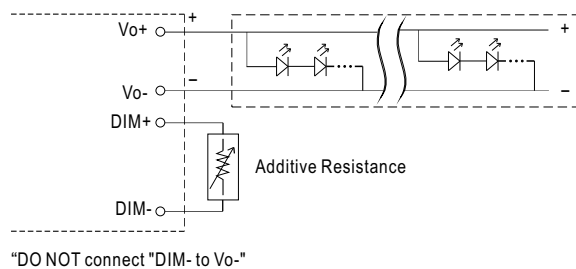 Vo+ + +
Vo- – –
DIM+
Additive Resistance
DIM-
“DO NOT connect "DIM- to Vo-"